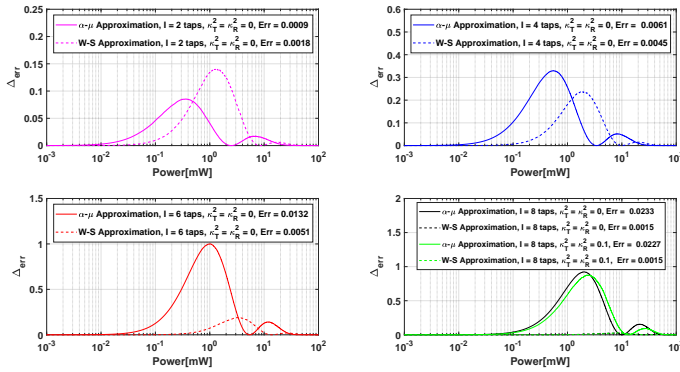 α-μ Approximation, I = 2 taps, κ_T^2 = κ_R^2 = 0, Err = 0.0009
W-S Approximation, I = 2 taps, κ_T^2 = κ_R^2 = 0, Err = 0.0018
0.25
0.2
0.15
0.1
0.05
0
Δ_err
10^-3 10^-2 10^-1 10^0 10^1 10^2
Power[mW]
α-μ Approximation, I = 4 taps, κ_T^2 = κ_R^2 = 0, Err = 0.0061
W-S Approximation, I = 4 taps, κ_T^2 = κ_R^2 = 0, Err = 0.0045
0.6
0.5
0.4
0.3
0.2
0.1
0
Δ_err
10^-3 10^-2 10^-1 10^0 10^1 10^2
Power[mW]
α-μ Approximation, I = 6 taps, κ_T^2 = κ_R^2 = 0, Err = 0.0132
W-S Approximation, I = 6 taps, κ_T^2 = κ_R^2 = 0, Err = 0.0051
1.5
1
0.5
0
Δ_err
10^-3 10^-2 10^-1 10^0 10^1 10^2
Power[mW]
α-μ Approximation, I = 8 taps, κ_T^2 = κ_R^2 = 0, Err = 0.0233
W-S Approximation, I = 8 taps, κ_T^2 = κ_R^2 = 0, Err = 0.0015
α-μ Approximation, I = 8 taps, κ_T^2 = κ_R^2 = 0.1, Err = 0.0227
W-S Approximation, I = 8 taps, κ_T^2 = κ_R^2 = 0.1, Err = 0.0015
2
1.5
1
0.5
0
Δ_err
10^-3 10^-2 10^-1 10^0 10^1 10^2
Power[mW]